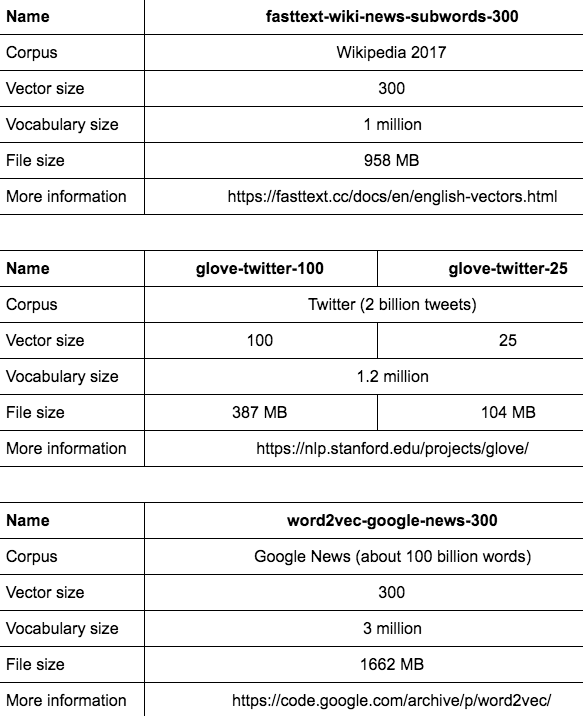 Name fasttext-wiki-news-subwords-300
Corpus Wikipedia 2017
Vector size 300
Vocabulary size 1 million
File size 958 MB
More information https://fasttext.cc/docs/en/english-vectors.html
Name glove-twitter-100 glove-twitter-25
Corpus Twitter (2 billion tweets)
Vector size 100 25
Vocabulary size 1.2 million
File size 387 MB 104 MB
More information https://nlp.stanford.edu/projects/glove/
Name word2vec-google-news-300
Corpus Google News (about 100 billion words)
Vector size 300
Vocabulary size 3 million
File size 1662 MB
More information https://code.google.com/archive/p/word2vec/